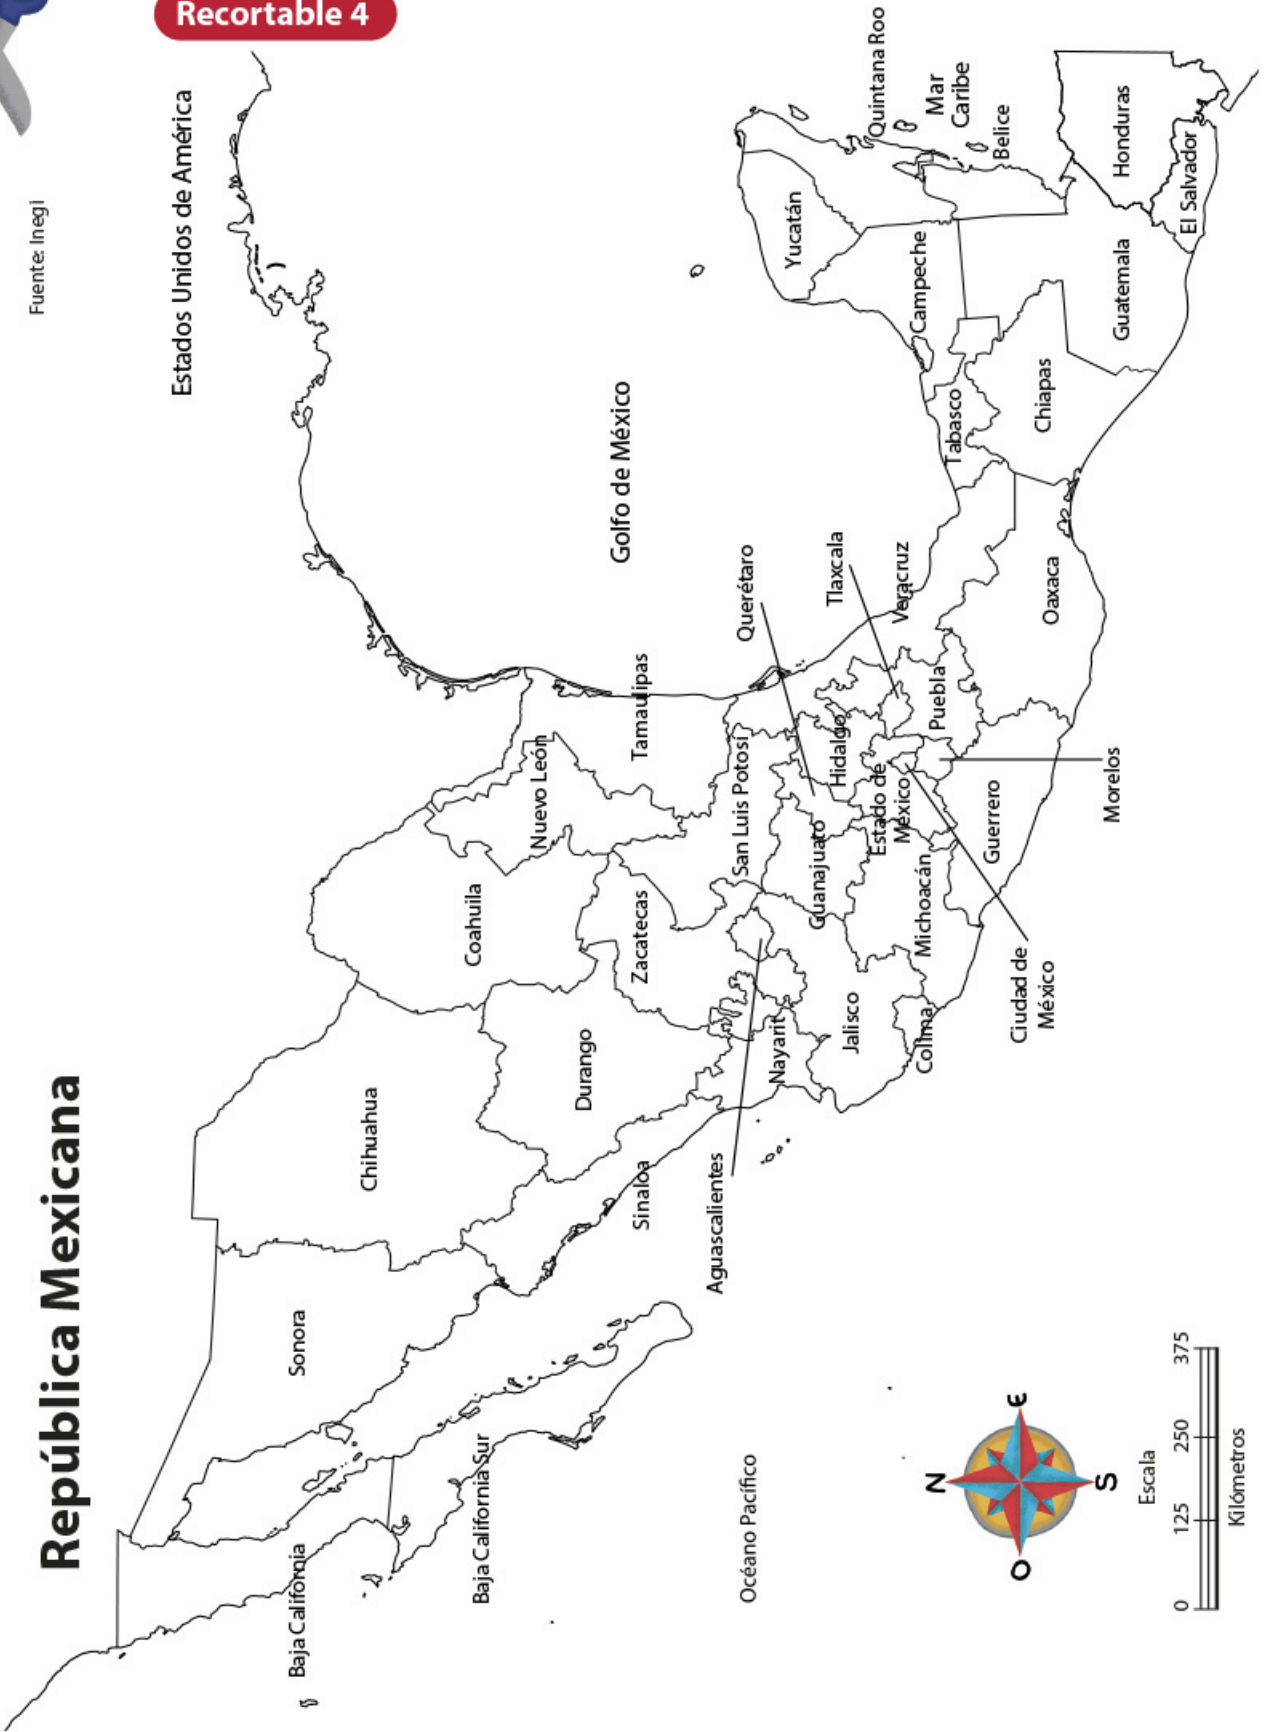 Recortable 4
Fuente: Inegi
República Mexicana
Estados Unidos de América
Baja California
Sonora
Chihuahua
Coahuila
Baja California Sur
Nuevo León
Durango
Tamaulipas
Golfo de México
Sinaloa
Zacatecas
Aguascalientes
San Luis Potosí
Querétaro
Océano Pacífico
Nayarit
Yucatán
Guanajuato
Hidalgo
Tlaxcala
Jalisco
Quintana Roo
Estado de
México
Veracruz
Campeche
Mar
Caribe
Colima
Michoacán
Puebla
Tabasco
Belice
Guerrero
Ciudad de
México
Oaxaca
Chiapas
Morelos
Guatemala
Honduras
El Salvador
N
O
E
S
Escala
0 125 250 375
Kilómetros